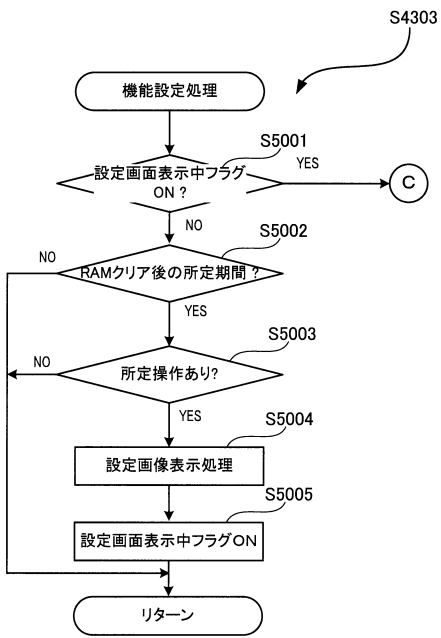 S4303
機能設定処理
S5001
設定画面表示中フラグ
ON？
YES
C
NO
S5002
NO
RAMクリア後の所定期間？
YES
S5003
NO
所定操作あり?
YES
S5004
設定画像表示処理
S5005
設定画面表示中フラグON
リターン